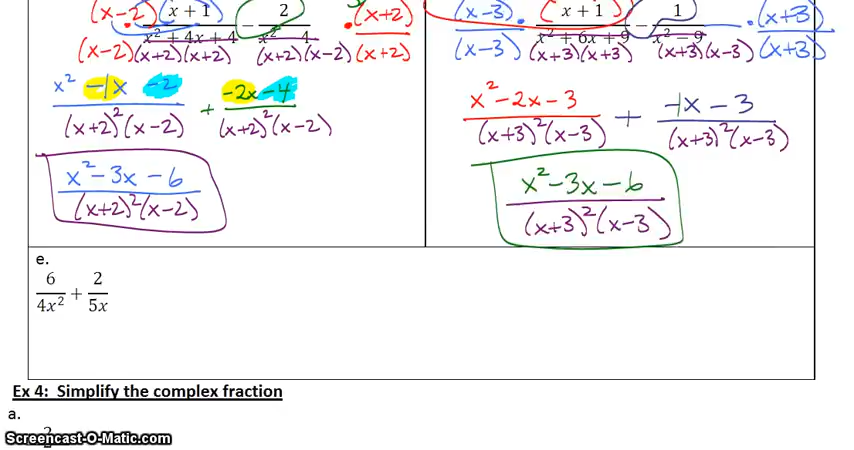 (x-2)(x + 1) - 2 • (x+2)
x² + 4x + 4   x² - 4
(x-2)(x+2)(x+2)   (x+2)(x-2)(x+2)
x² -1x -2 + -2x-4
(x+2)²(x-2)   (x+2)²(x-2)
x²-3x-6
(x+2)²(x-2)
(x-3) • (x + 1) - 1 • (x+3)
x² + 6x + 9   x² - 9
(x-3)   (x+3)(x+3)   (x+3)(x-3)   (x+3)
x²-2x-3 + -1x-3
(x+3)²(x-3)   (x+3)²(x-3)
x²-3x-6
(x+3)²(x-3)
e.
6/4x² + 2/5x
Ex 4: Simplify the complex fraction
a.
Screencast-O-Matic.com